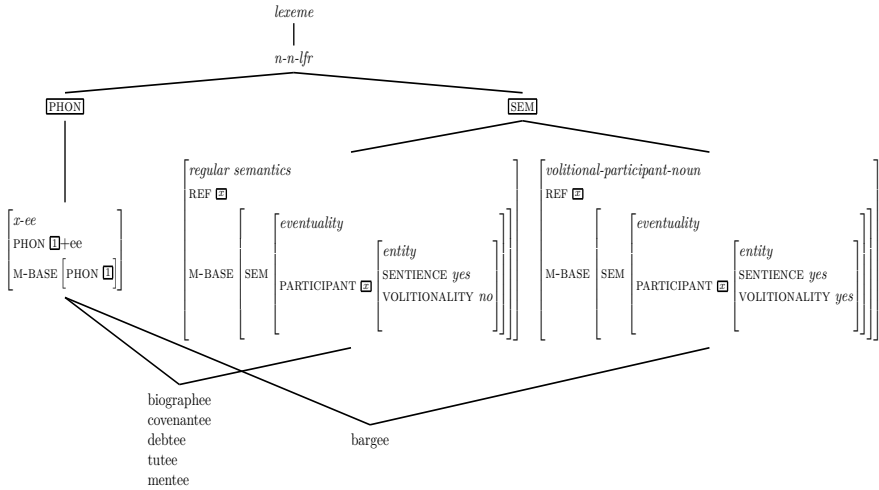 lexeme
n-n-lfr
PHON
SEM
x-ee
PHON 1+ee
M-BASE [PHON 1]
regular semantics
REF x
M-BASE [SEM [eventuality
PARTICIPANT x [entity
SENTIENCE yes
VOLITIONALITY no]]]
volitional-participant-noun
REF x
M-BASE [SEM [eventuality
PARTICIPANT x [entity
SENTIENCE yes
VOLITIONALITY yes]]]
biographee
covenantee
debtee
tutee
mentee
bargee